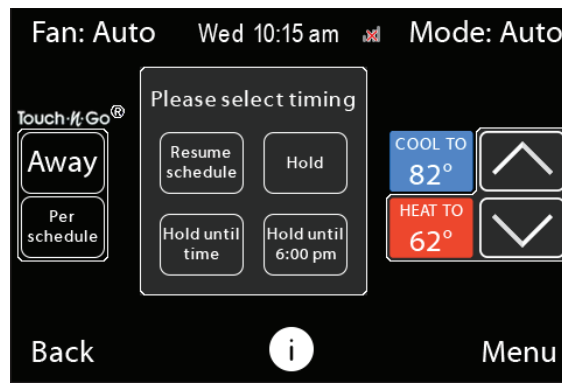 Fan: Auto
Wed 10:15 am
Mode: Auto
Touch-N-Go®
Away
Per
schedule
Please select timing
Resume
schedule
Hold
Hold until
time
Hold until
6:00 pm
COOL TO
82°
HEAT TO
62°
Back
i
Menu